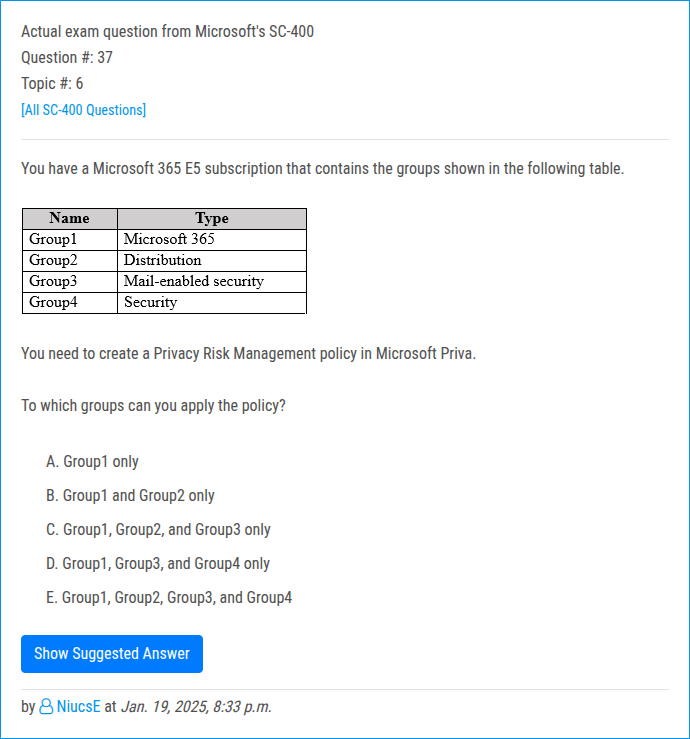 Actual exam question from Microsoft's SC-400
Question #: 37
Topic #: 6
[All SC-400 Questions]
You have a Microsoft 365 E5 subscription that contains the groups shown in the following table.
Name Type
Group1 Microsoft 365
Group2 Distribution
Group3 Mail-enabled security
Group4 Security
You need to create a Privacy Risk Management policy in Microsoft Priva.
To which groups can you apply the policy?
A. Group1 only
B. Group1 and Group2 only
C. Group1, Group2, and Group3 only
D. Group1, Group3, and Group4 only
E. Group1, Group2, Group3, and Group4
Show Suggested Answer
by NiucsE at Jan. 19, 2025, 8:33 p.m.